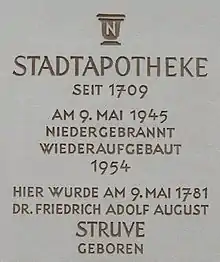 N
STADTAPOTHEKE
SEIT 1709
AM 9. MAI 1945
NIEDERGEBRANNT
WIEDERAUFGEBAUT
1954
HIER WURDE AM 9. MAI 1781
DR. FRIEDRICH ADOLF AUGUST
STRUVE
GEBOREN